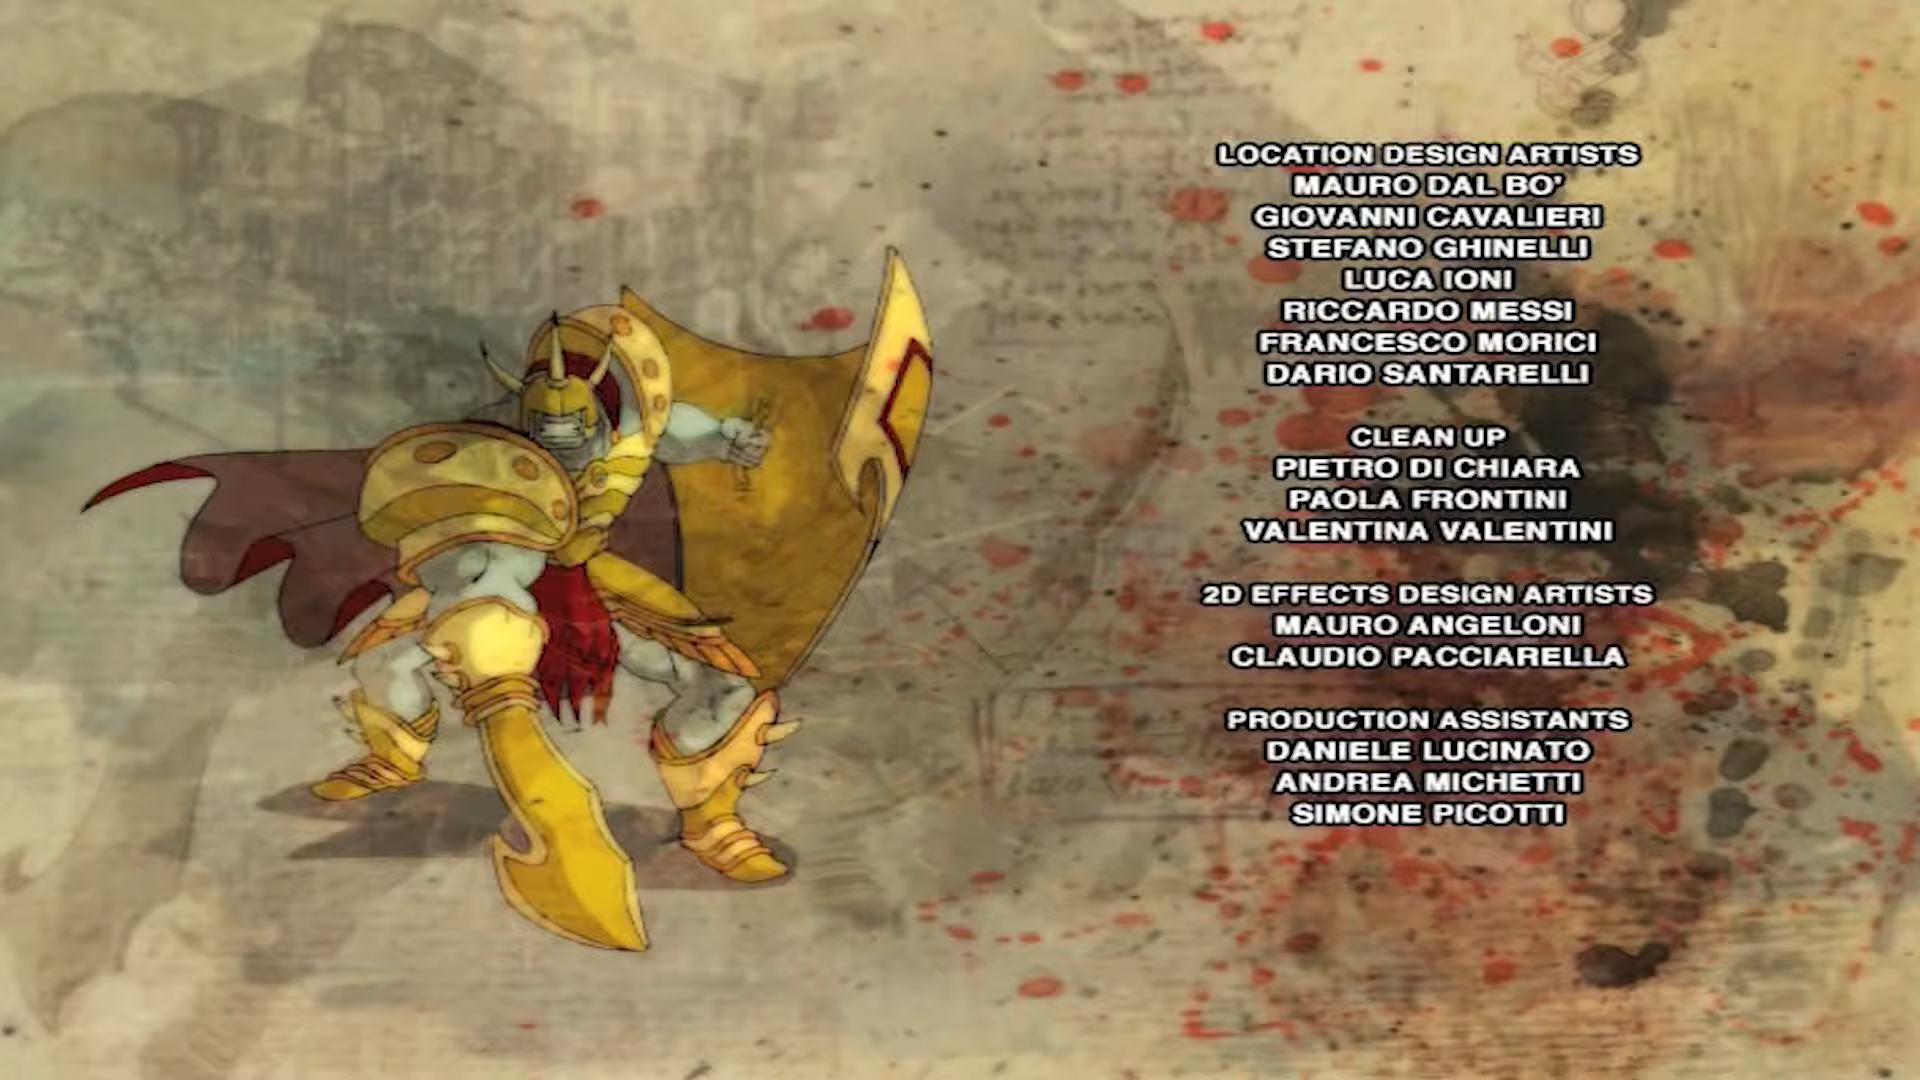 LOCATION DESIGN ARTISTS
MAURO DAL BO'
GIOVANNI CAVALIERI
STEFANO GHINELLI
LUCA IONI
RICCARDO MESSI
FRANCESCO MORICI
DARIO SANTARELLI
CLEAN UP
PIETRO DI CHIARA
PAOLA FRONTINI
VALENTINA VALENTINI
2D EFFECTS DESIGN ARTISTS
MAURO ANGELONI
CLAUDIO PACCIARELLA
PRODUCTION ASSISTANTS
DANIELE LUCINATO
ANDREA MICHETTI
SIMONE PICOTTI